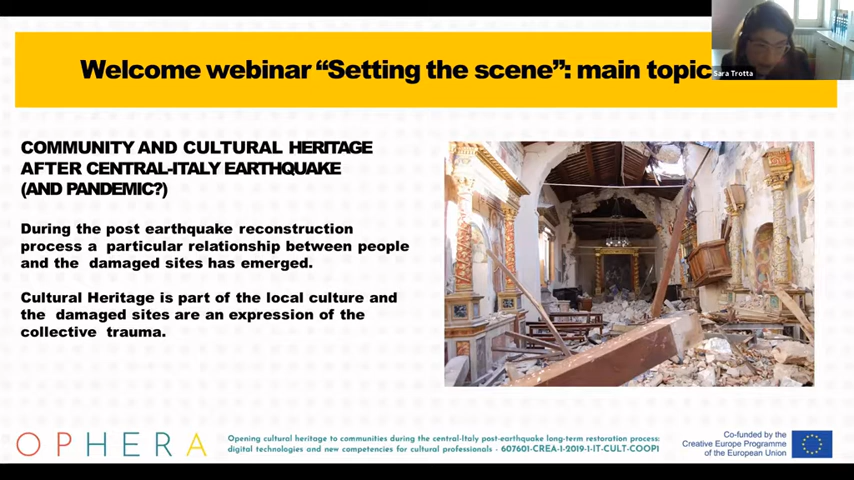 Welcome webinar “Setting the scene”: main topic
Sara Trotta
COMMUNITY AND CULTURAL HERITAGE
AFTER CENTRAL-ITALY EARTHQUAKE
(AND PANDEMIC?)
During the post earthquake reconstruction
process a particular relationship between people
and the damaged sites has emerged.
Cultural Heritage is part of the local culture and
the damaged sites are an expression of the
collective trauma.
OPHERA
Opening cultural heritage to communities during the central-Italy post-earthquake long-term restoration process:
digital technologies and new competencies for cultural professionals - 607601-CREA-1-2019-1-IT-CULT-COOP1
Co-funded by the
Creative Europe Programme
of the European Union